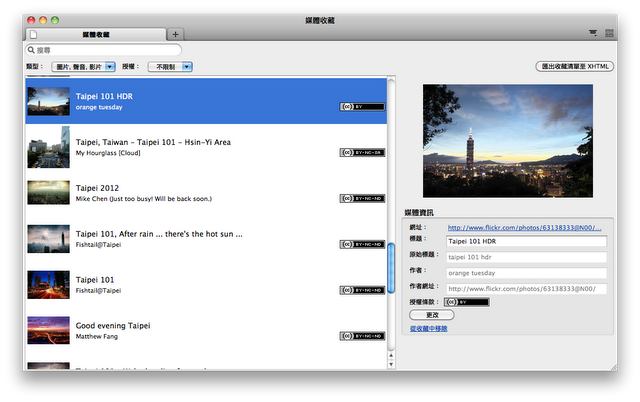 媒體收藏
媒體收藏
搜尋
類型： 圖片, 聲音, 影片 授權： 不限制
匯出收藏清單至 XHTML
Taipei 101 HDR
orange tuesday
cc BY
Taipei, Taiwan - Taipei 101 - Hsin-Yi Area
My Hourglass [Cloud]
cc BY-NC-SA
Taipei 2012
Mike Chen (Just too busy! Will be back soon.)
cc BY-NC-ND
Taipei 101, After rain ... there's the hot sun ...
Fishtail@Taipei
cc BY-NC-ND
Taipei 101
Fishtail@Taipei
cc BY-NC-ND
Good evening Taipei
Matthew Fang
cc BY-NC-ND
媒體資訊
網址： http://www.flickr.com/photos/63138333@N00/...
標題： Taipei 101 HDR
原始標題： taipei 101 hdr
作者： orange tuesday
作者網址： http://www.flickr.com/photos/63138333@N00/
授權條款： cc BY
更改
從收藏中移除